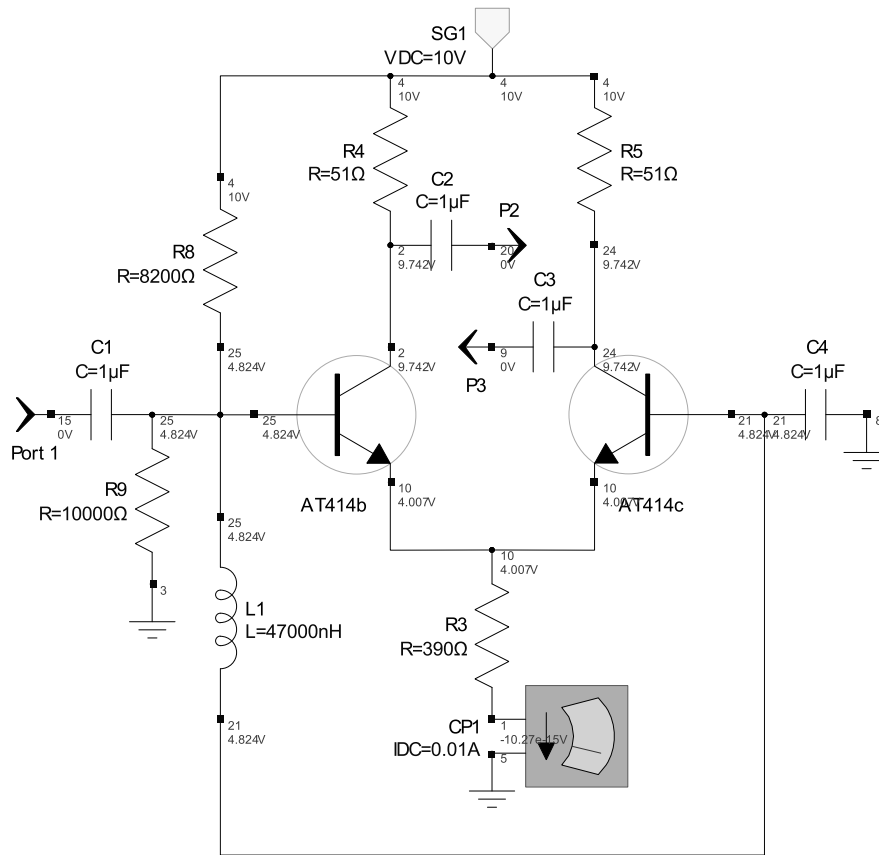 SG1
VDC=10V
4
10V
4
10V
4
10V
R4
R=51Ω
R5
R=51Ω
C2
C=1µF
P2
4
10V
R8
R=8200Ω
2
9.742V
20
0V
24
9.742V
C3
C=1µF
25
4.824V
2
9.742V
9
0V
24
9.742V
P3
C1
C=1µF
C4
C=1µF
15
0V
25
4.824V
25
4.824V
21
4.824V
21
4.824V
8
Port 1
R9
R=10000Ω
10
4.007V
10
4.007V
AT414b
AT414c
25
4.824V
10
4.007V
3
L1
L=47000nH
R3
R=390Ω
21
4.824V
CP1
IDC=0.01A
1
-10.27e-15V
5